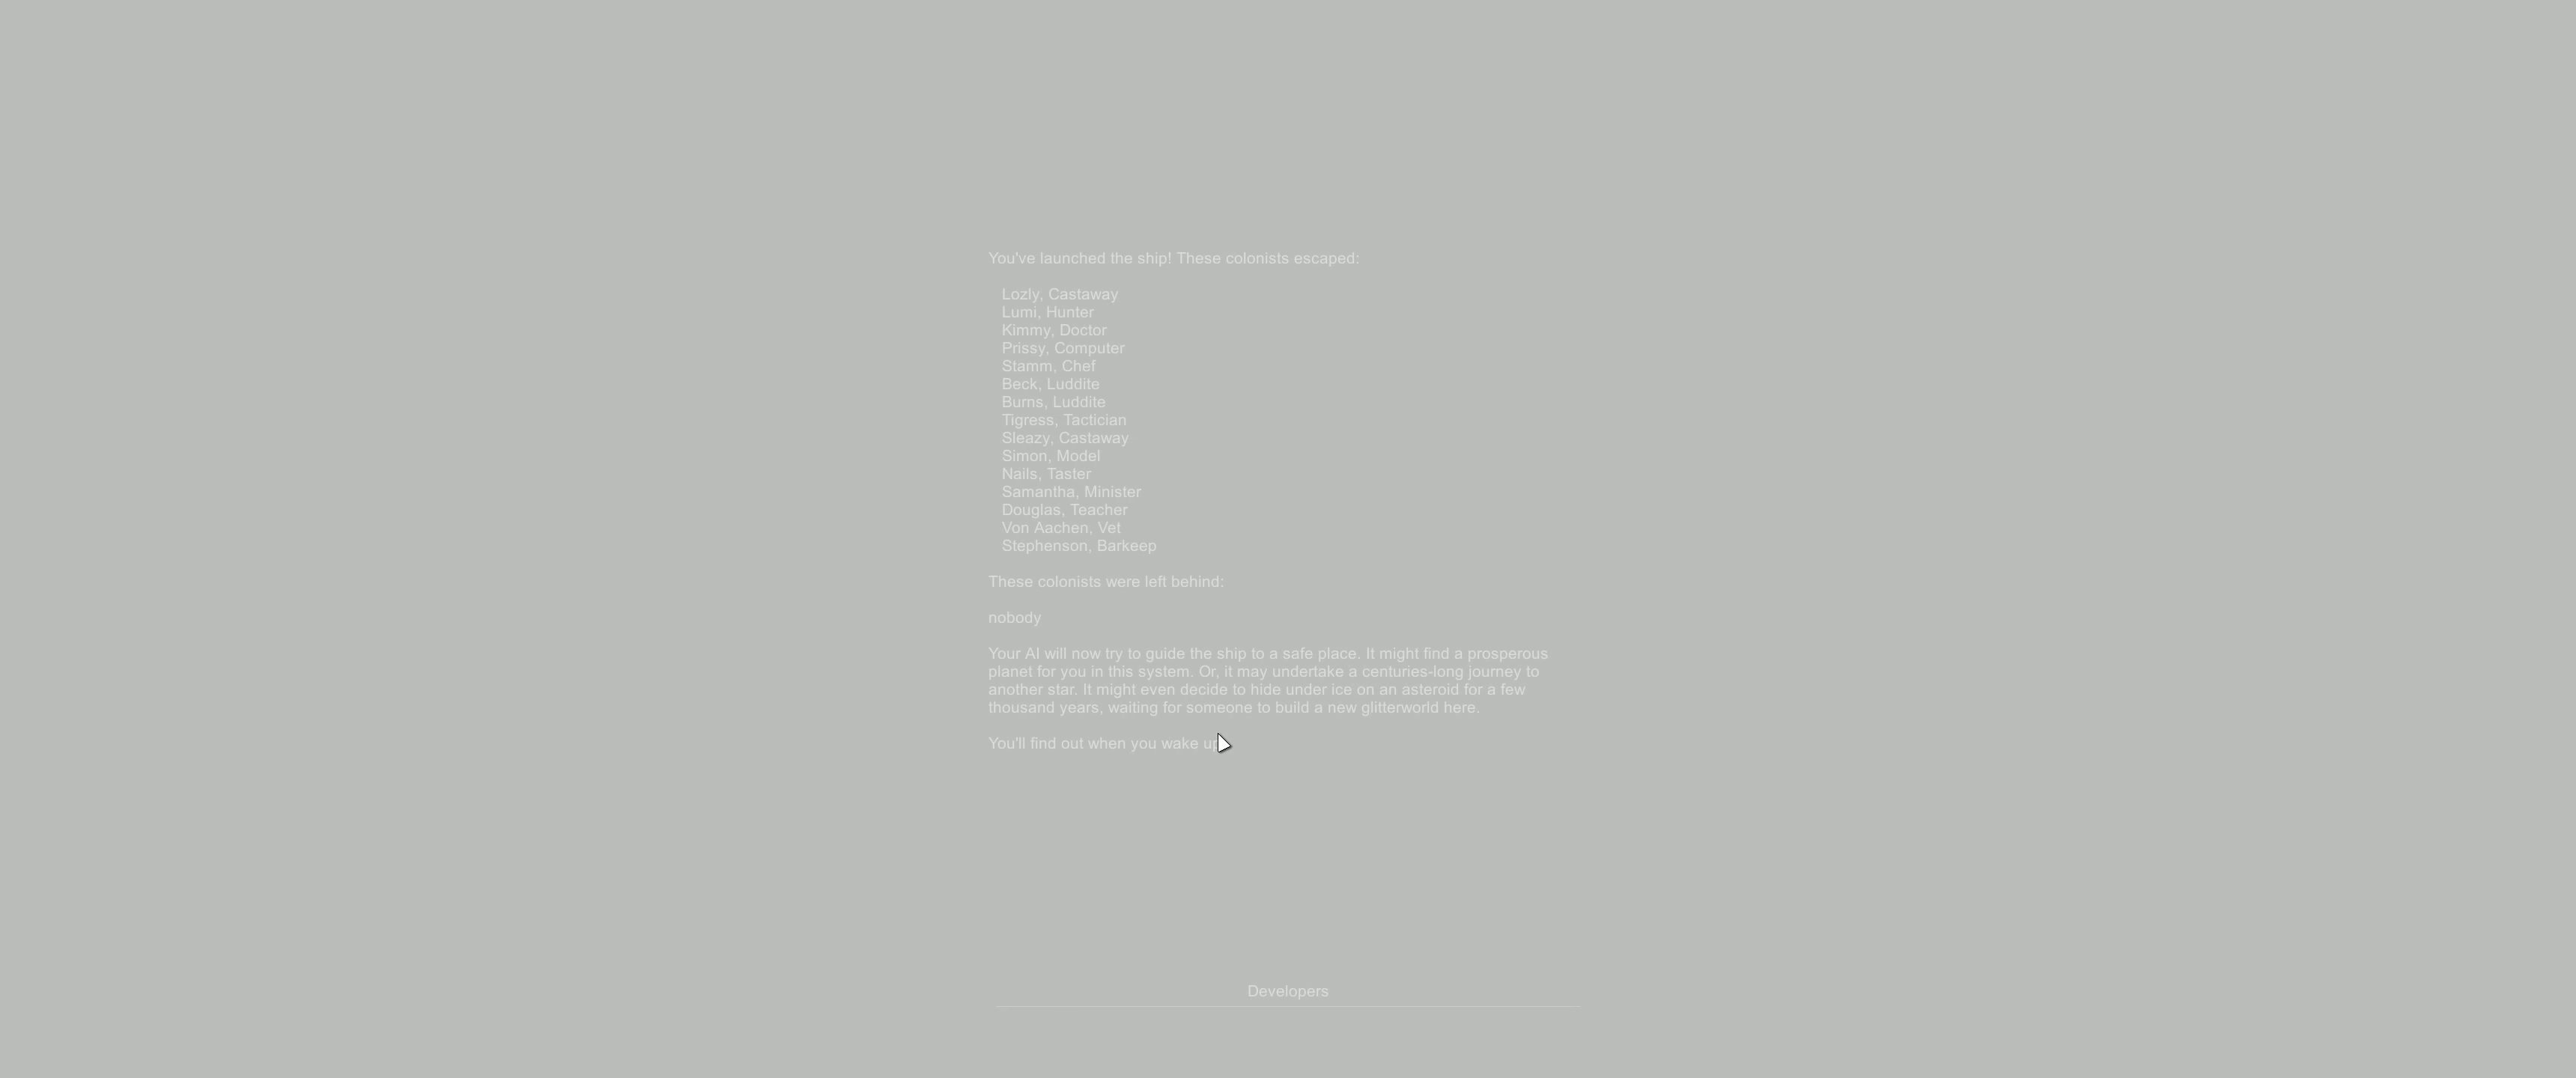 You've launched the ship! These colonists escaped:
Lozly, Castaway
Lumi, Hunter
Kimmy, Doctor
Prissy, Computer
Stamm, Chef
Beck, Luddite
Burns, Luddite
Tigress, Tactician
Sleazy, Castaway
Simon, Model
Nails, Taster
Samantha, Minister
Douglas, Teacher
Von Aachen, Vet
Stephenson, Barkeep
These colonists were left behind:
nobody
Your AI will now try to guide the ship to a safe place. It might find a prosperous
planet for you in this system. Or, it may undertake a centuries-long journey to
another star. It might even decide to hide under ice on an asteroid for a few
thousand years, waiting for someone to build a new glitterworld here.
You'll find out when you wake up
Developers